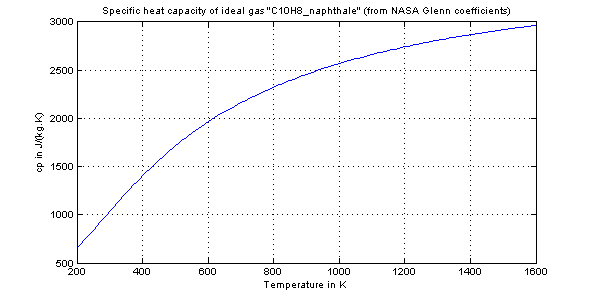 Specific heat capacity of ideal gas "C10H8_naphthale" (from NASA Glenn coefficients)
3000
2500
2000
1500
1000
500
cp in J/(kg.K)
200 400 600 800 1000 1200 1400 1600
Temperature in K